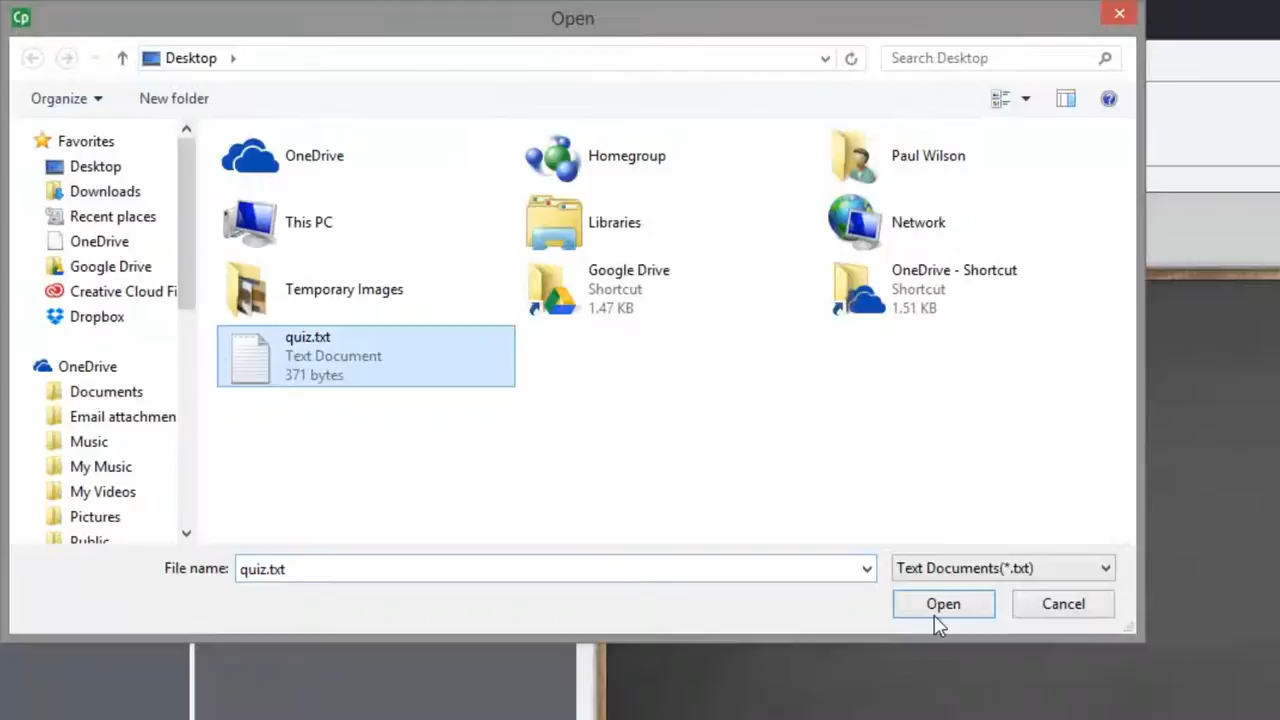 Cp
Open
Desktop
Search Desktop
Organize
New folder
Favorites
Desktop
Downloads
Recent places
OneDrive
Google Drive
Creative Cloud Fi
Dropbox
OneDrive
Documents
Email attachmen
Music
My Music
My Videos
Pictures
Public
OneDrive
Homegroup
Paul Wilson
This PC
Libraries
Network
Temporary Images
Google Drive
Shortcut
1.47 KB
OneDrive - Shortcut
Shortcut
1.51 KB
quiz.txt
Text Document
371 bytes
File name:
quiz.txt
Text Documents(*.txt)
Open
Cancel